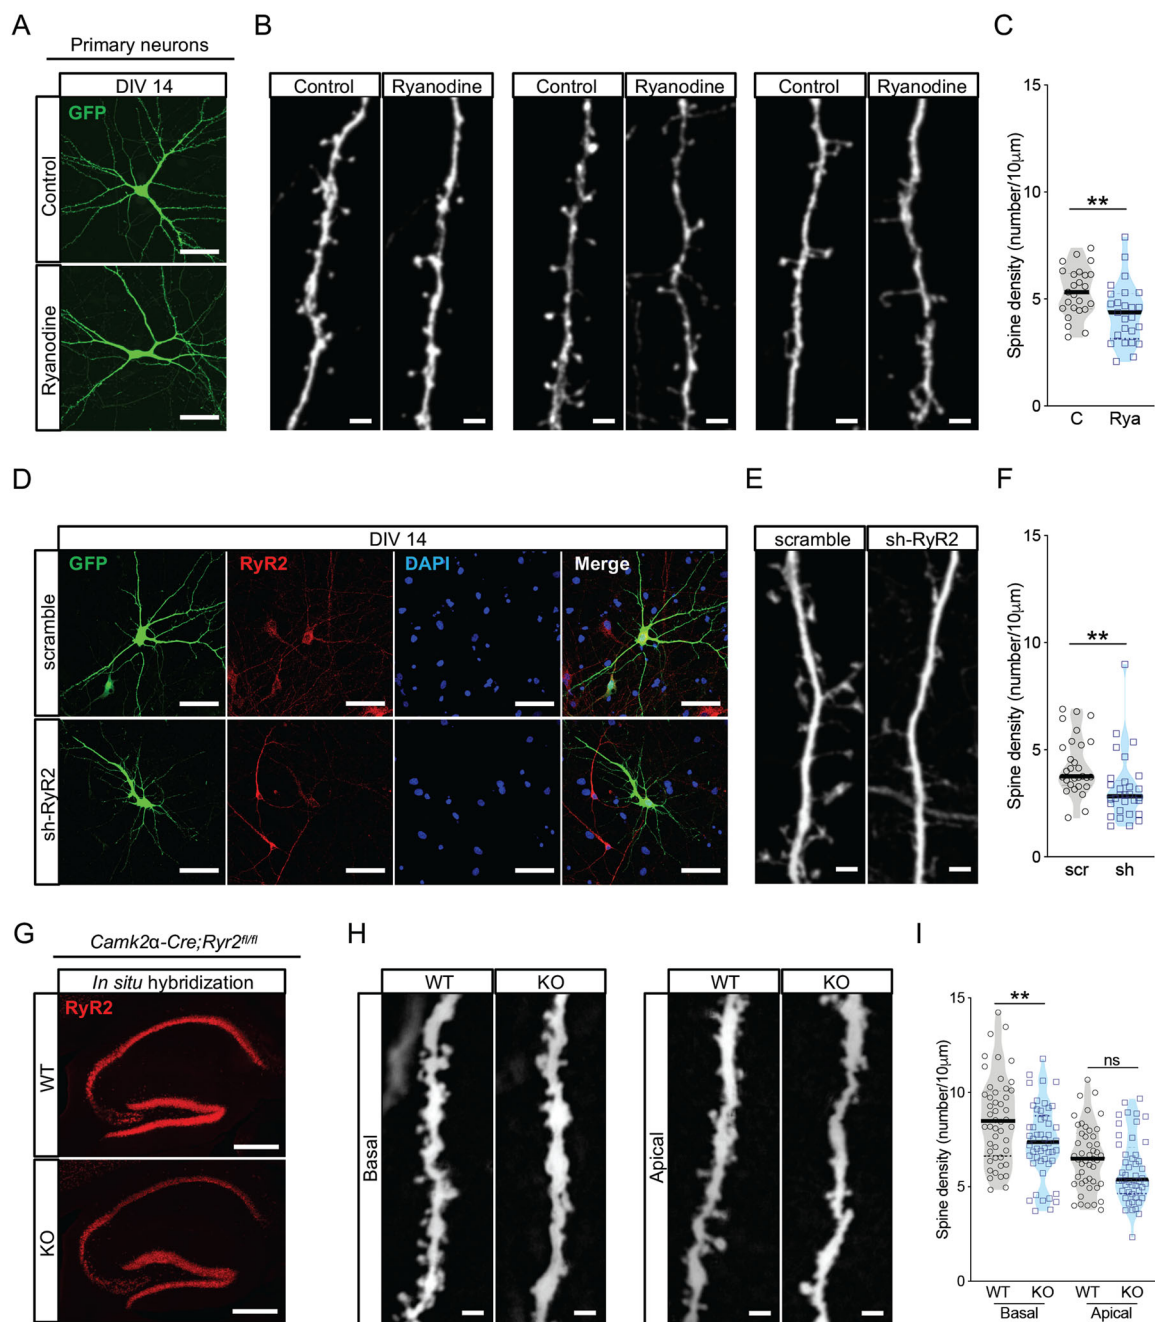 A
Primary neurons
DIV 14
GFP
Control
Ryanodine
B
Control
Ryanodine
Control
Ryanodine
Control
Ryanodine
C
Spine density (number/10µm)
15
10
5
0
**
C
Rya
D
DIV 14
GFP
RyR2
DAPI
Merge
scramble
sh-RyR2
E
scramble
sh-RyR2
F
Spine density (number/10µm)
15
10
5
0
**
scr
sh
G
Camk2α-Cre;Ryr2fl/fl
In situ hybridization
RyR2
WT
KO
H
WT
KO
Basal
WT
KO
Apical
I
Spine density (number/10µm)
15
10
5
0
**
ns
WT KO WT KO
Basal Apical